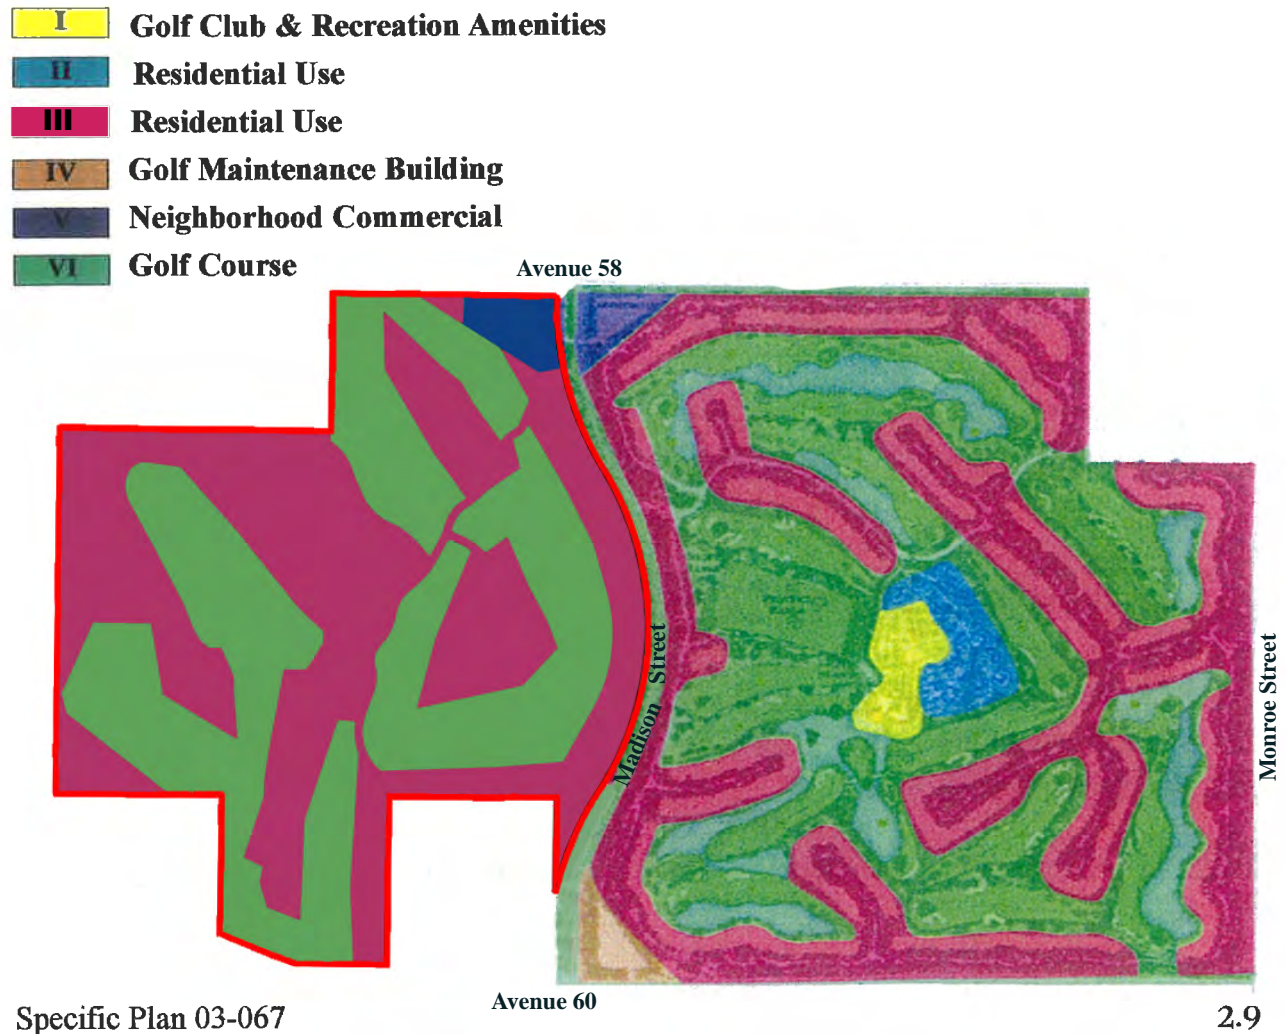 I Golf Club & Recreation Amenities
II Residential Use
III Residential Use
IV Golf Maintenance Building
V Neighborhood Commercial
VI Golf Course
Avenue 58
Madison Street
Monroe Street
Avenue 60
Specific Plan 03-067
2.9